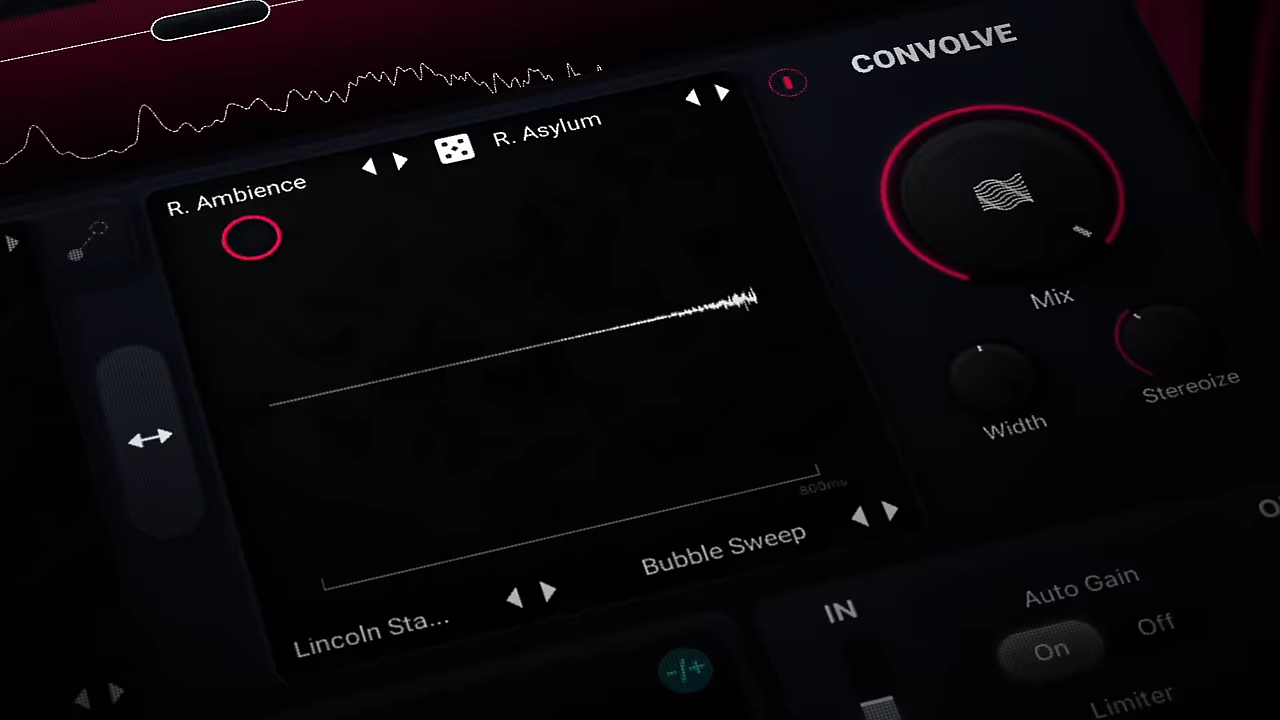 CONVOLVE
R. Asylum
R. Ambience
Mix
Stereoize
Width
800ms
Bubble Sweep
Lincoln Sta...
IN
Auto Gain
On
Off
Limiter